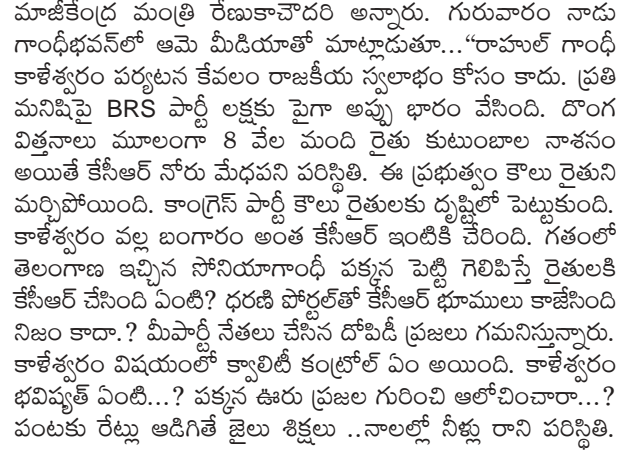 మాజీకేంద్ర మంత్రి రేణుకాచౌదరి అన్నారు. గురువారం నాడు
గాంధీభవన్‌లో ఆమె మీడియాతో మాట్లాడుతూ...“రాహుల్ గాంధీ
కాళేశ్వరం పర్యటన కేవలం రాజకీయ స్వలాభం కోసం కాదు. ప్రతి
మనిషిపై BRS పార్టీ లక్షకు పైగా అప్పు భారం వేసింది. దొంగ
విత్తనాలు మూలంగా 8 వేల మంది రైతు కుటుంబాల నాశనం
అయితే కేసీఆర్ నోరు మేధపని పరిస్థితి. ఈ ప్రభుత్వం కౌలు రైతుని
మర్చిపోయింది. కాంగ్రెస్ పార్టీ కౌలు రైతులకు దృష్టిలో పెట్టుకుంది.
కాళేశ్వరం వల్ల బంగారం అంత కేసీఆర్ ఇంటికి చేరింది. గతంలో
తెలంగాణ ఇచ్చిన సోనియాగాంధీ పక్కన పెట్టి గెలిపిస్తే రైతులకి
కేసీఆర్ చేసింది ఏంటి? ధరణి పోర్టల్‌తో కేసీఆర్ భూములు కాజేసింది
నిజం కాదా.? మీపార్టీ నేతలు చేసిన దోపిడీ ప్రజలు గమనిస్తున్నారు.
కాళేశ్వరం విషయంలో క్వాలిటీ కంట్రోల్ ఏం అయింది. కాళేశ్వరం
భవిష్యత్ ఏంటి...? పక్కన ఊరు ప్రజల గురించి ఆలోచించారా...?
పంటకు రేట్లు ఆడిగితే జైలు శిక్షలు ..నాలల్లో నీళ్లు రాని పరిస్థితి.